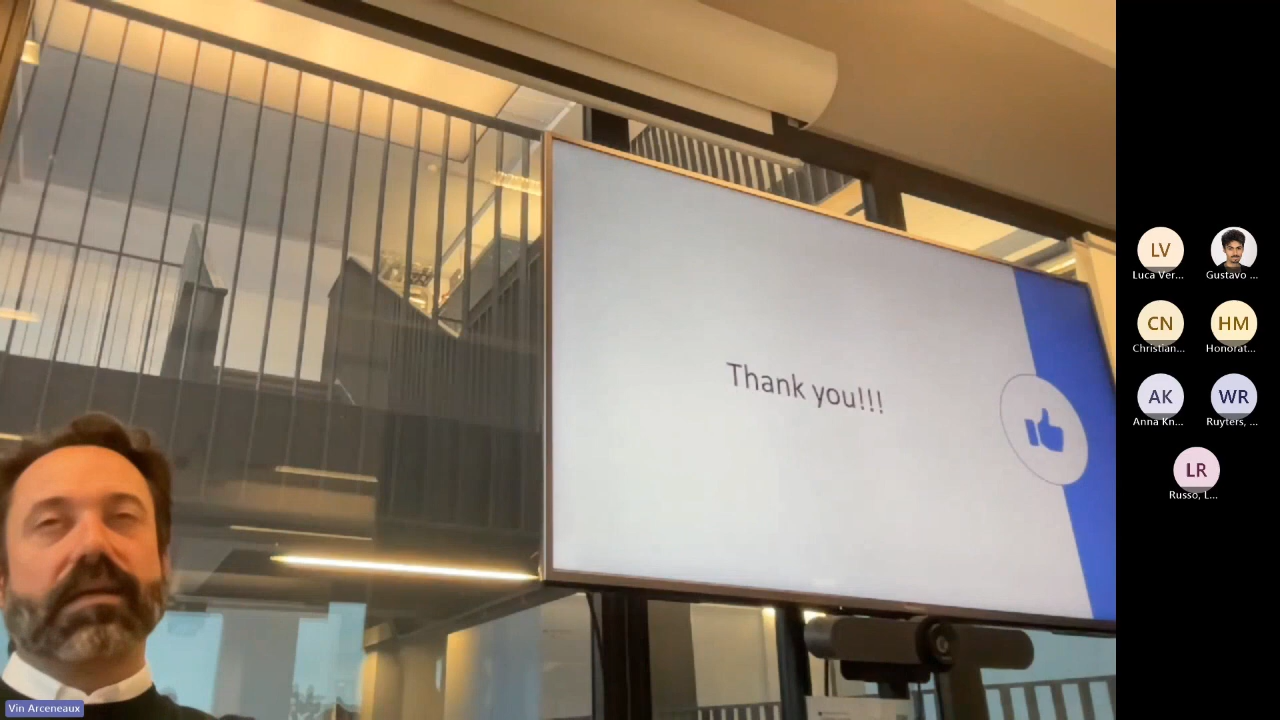 Thank you!!!
LV
Luca Ver...
Gustavo ...
CN
Christian...
HM
Honorat...
AK
Anna Kn...
WR
Ruyters, ...
LR
Russo, L...
Vin Arceneaux